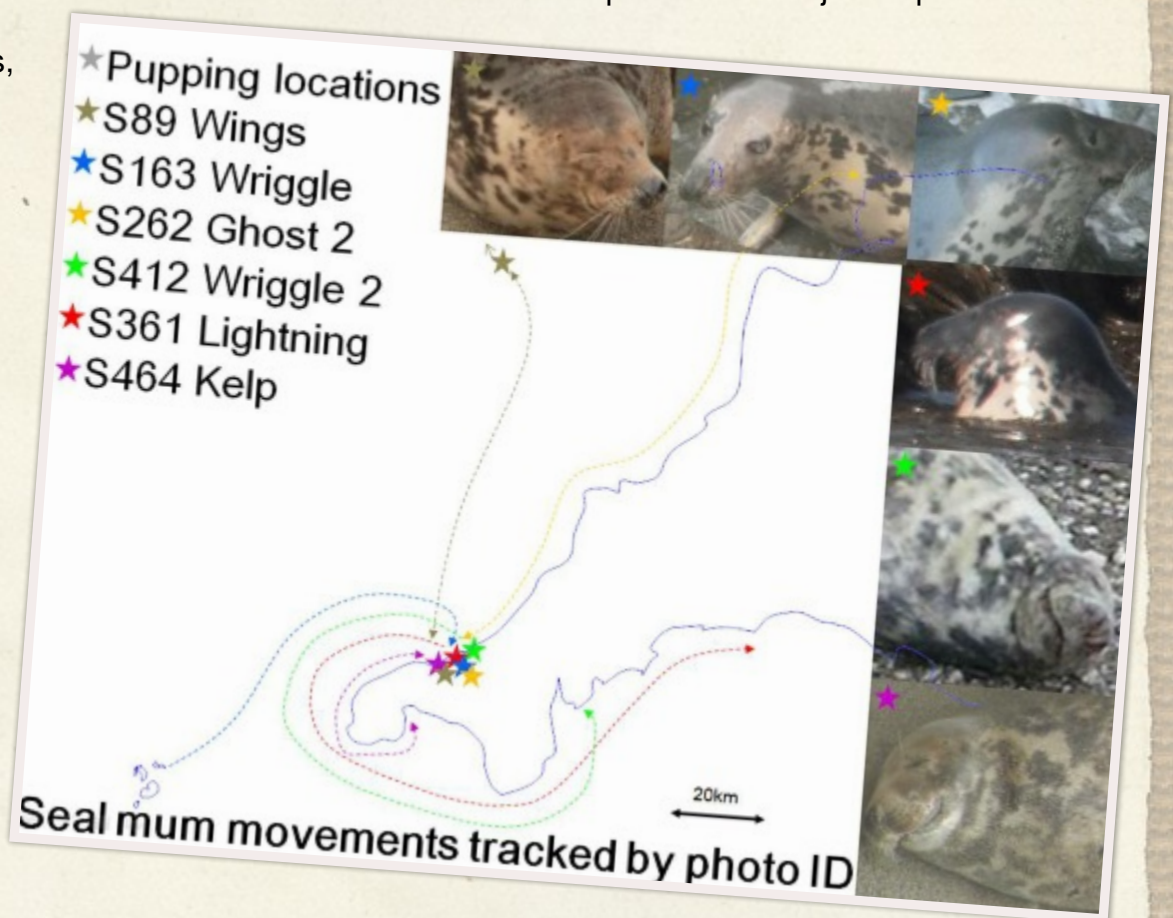 s,
Pupping locations
S89 Wings
S163 Wriggle
S262 Ghost 2
S412 Wriggle 2
S361 Lightning
S464 Kelp
20km
Seal mum movements tracked by photo ID